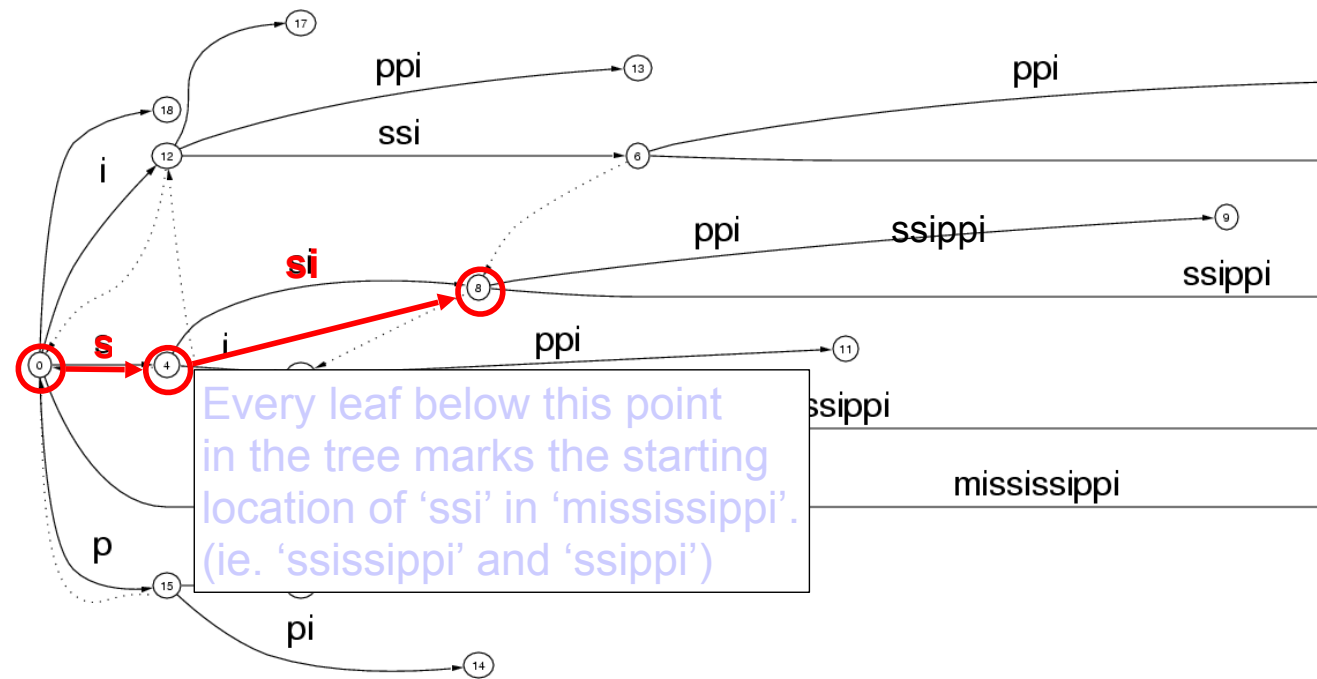 17
ppi
13
ppi
18
ssi
i
12
6
9
ppi
ssippi
si
ssippi
8
s
i
ppi
11
0
4
Every leaf below this point
ssippi
in the tree marks the starting
location of ‘ssi’ in ‘mississippi’.
mississippi
(ie. ‘ssissippi’ and ‘ssippi’)
p
15
pi
14